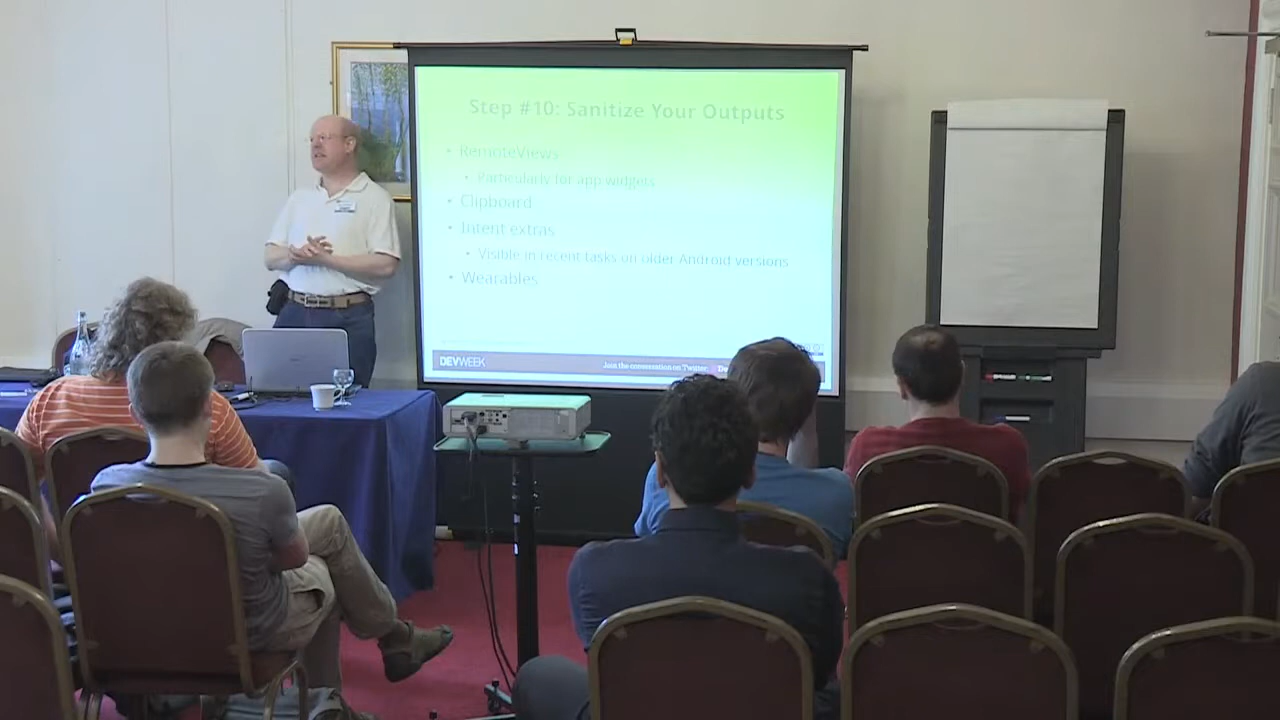 Step #10: Sanitize Your Outputs
• RemoteViews
• Particularly for app widgets
• Clipboard
• Intent extras
• Visible in recent tasks on older Android versions
• Wearables
DEVWEEK
Join the conversation on Twitter: